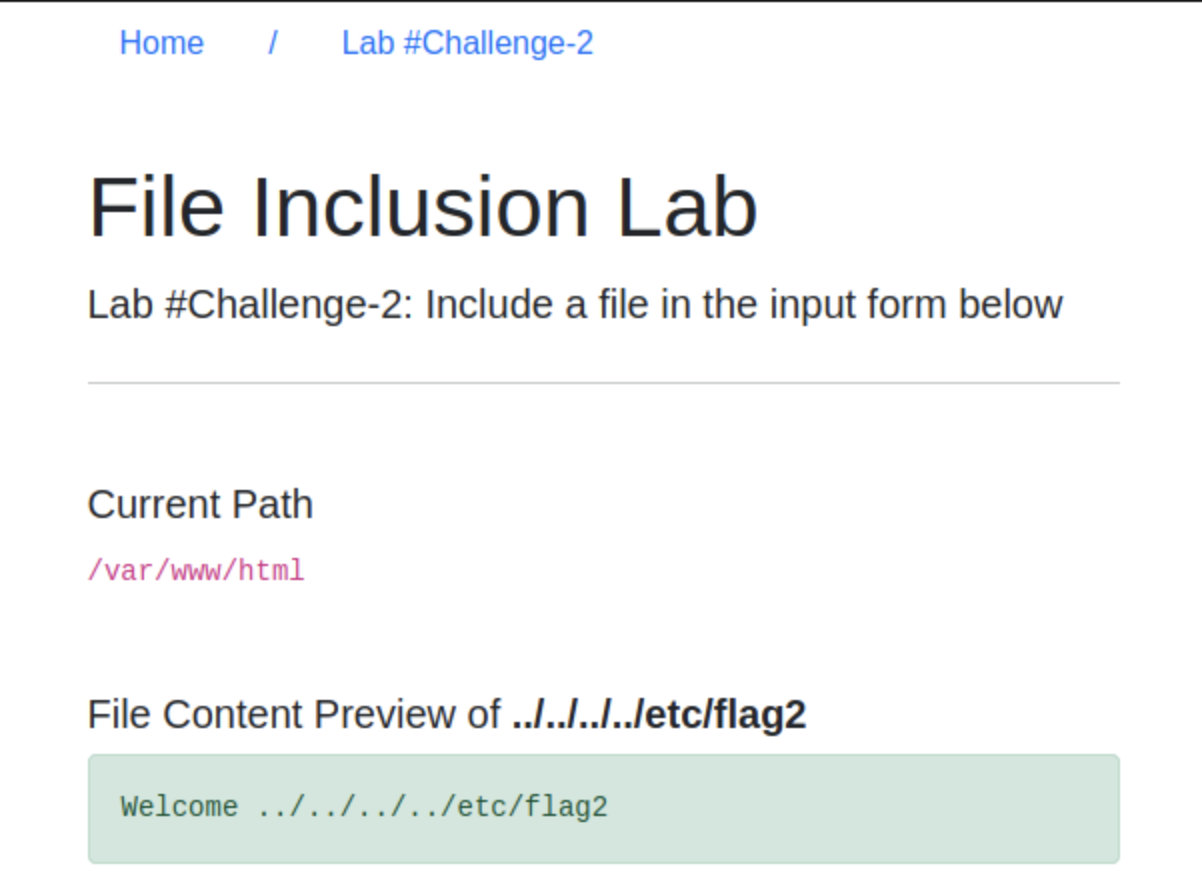 Home / Lab #Challenge-2
File Inclusion Lab
Lab #Challenge-2: Include a file in the input form below
Current Path
/var/www/html
File Content Preview of ../../../../etc/flag2
Welcome ../../../../etc/flag2